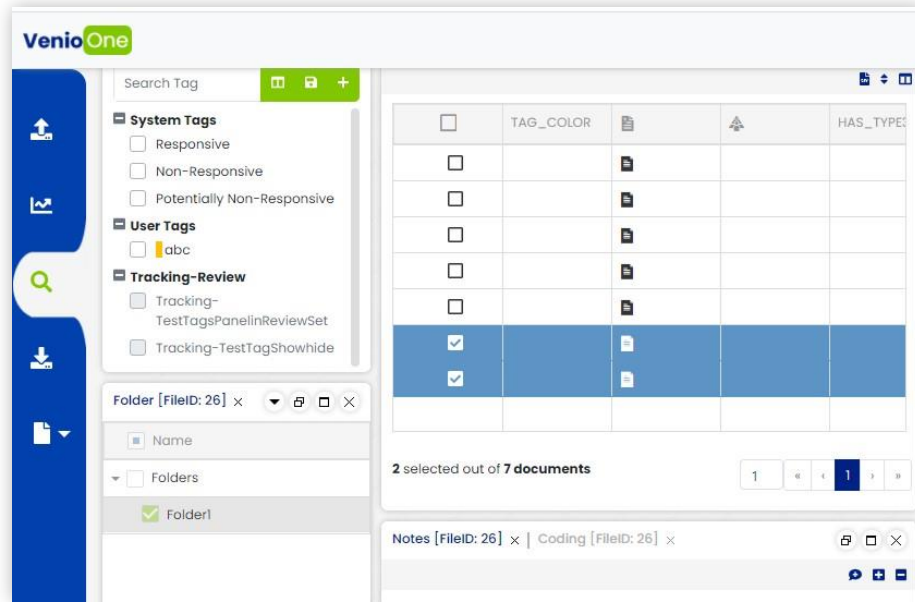 VenioOne
Search Tag
System Tags
Responsive
Non-Responsive
Potentially Non-Responsive
User Tags
abc
Tracking-Review
Tracking-
TestTagsPanelinReviewSet
Tracking-TestTagShowhide
Folder [FileID: 26]
Name
Folders
Folder1
TAG_COLOR HAS_TYPE
2 selected out of 7 documents
1 « ‹ 1 › »
Notes [FileID: 26] | Coding [FileID: 26]